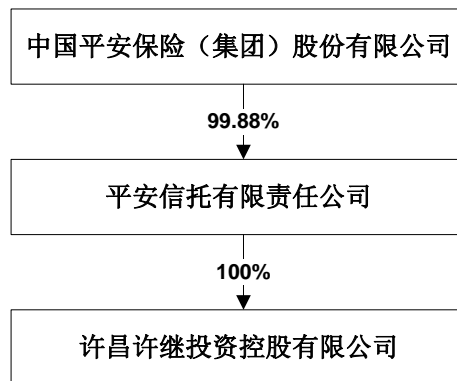 中国平安保险（集团）股份有限公司
99.88%
平安信托有限责任公司
100%
许昌许继投资控股有限公司